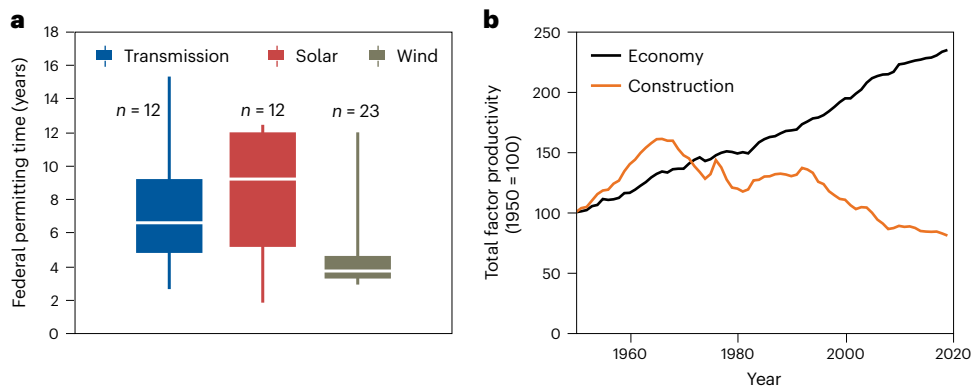 a
Federal permitting time (years)
18
16
14
12
10
8
6
4
2
0
Transmission
Solar
Wind
n = 12
n = 12
n = 23
b
Total factor productivity
(1950 = 100)
250
200
150
100
50
0
Economy
Construction
1960
1980
2000
2020
Year